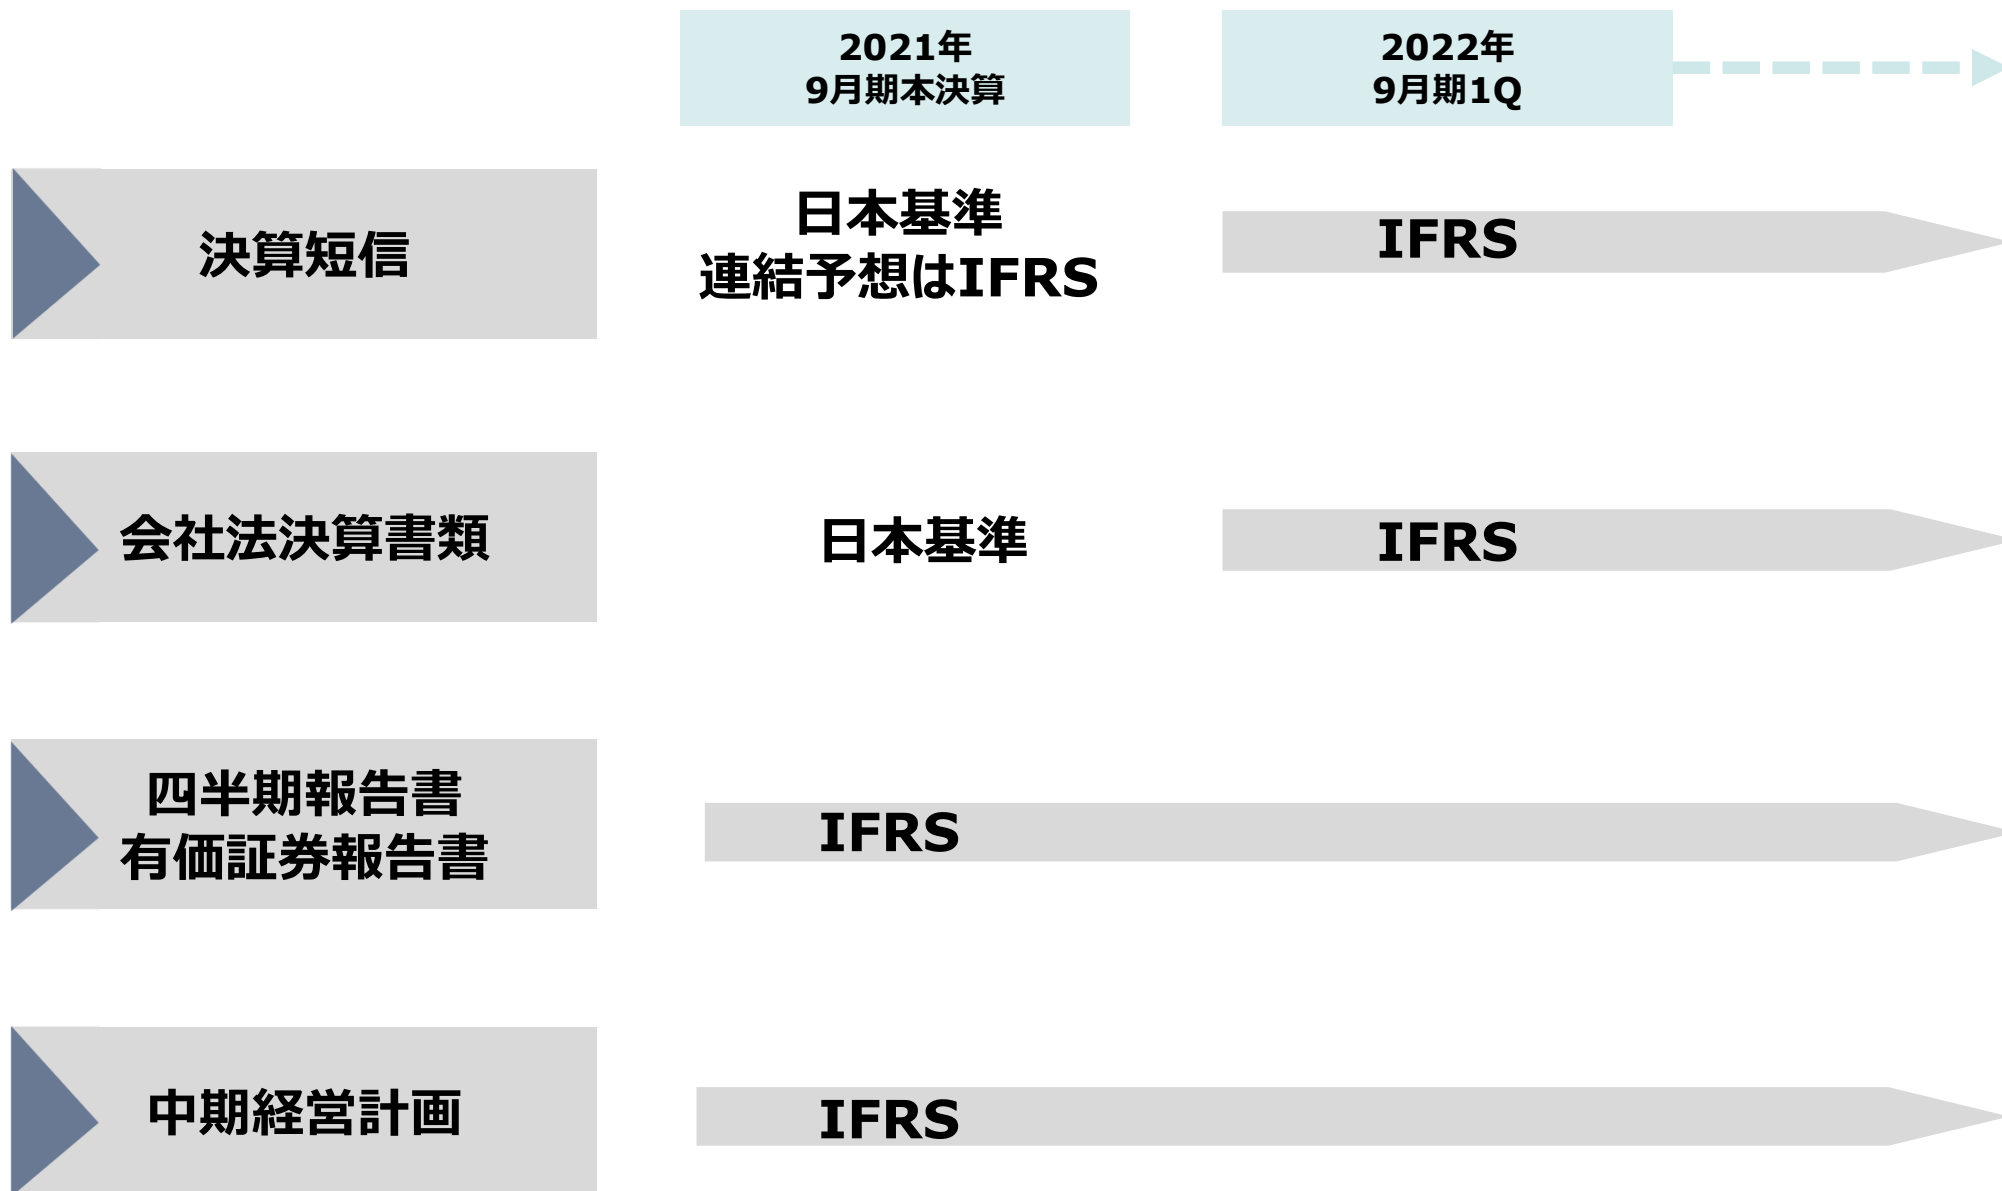 2021年
9月期本決算
2022年
9月期1Q
決算短信
日本基準
連結予想はIFRS
IFRS
会社法決算書類
日本基準
IFRS
四半期報告書
有価証券報告書
IFRS
中期経営計画
IFRS